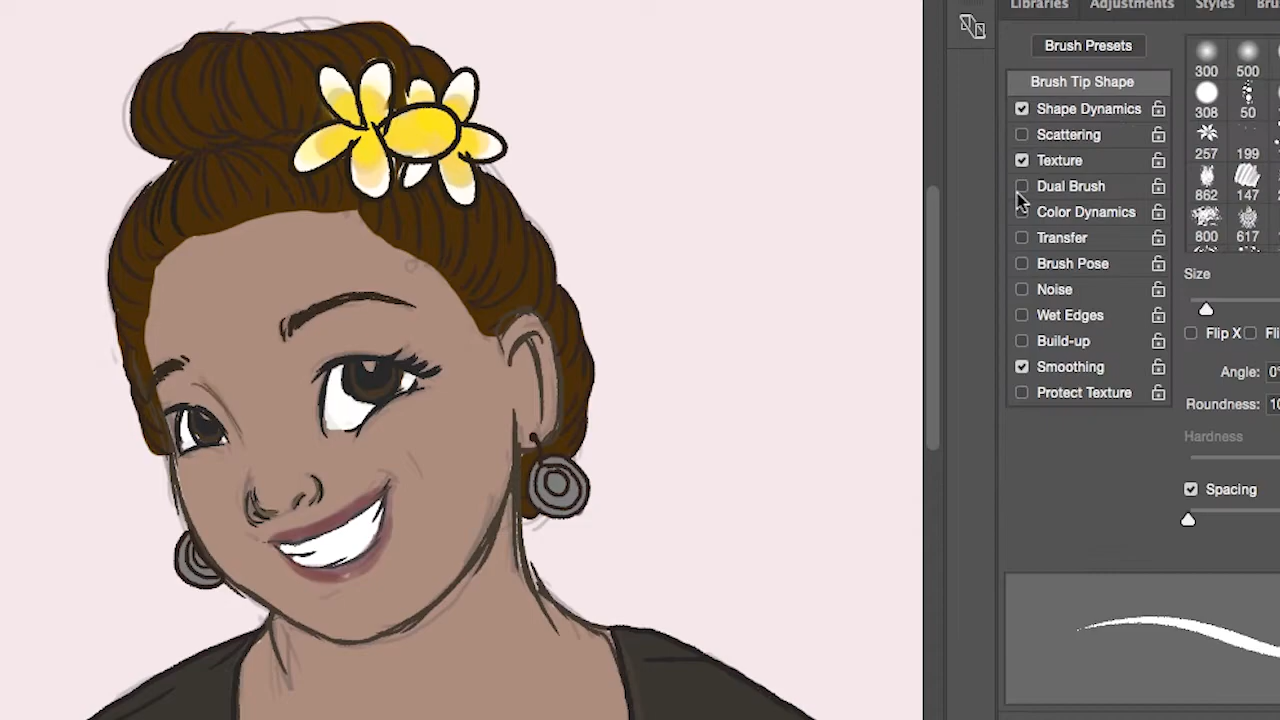 Libraries Adjustments Styles
Brush Presets
Brush Tip Shape
Shape Dynamics
Scattering
Texture
Dual Brush
Color Dynamics
Transfer
Brush Pose
Noise
Wet Edges
Build-up
Smoothing
Protect Texture
300 500
308 50
257 199
862 147
800 617
Size
Flip X
Angle:
Roundness:
Hardness
Spacing